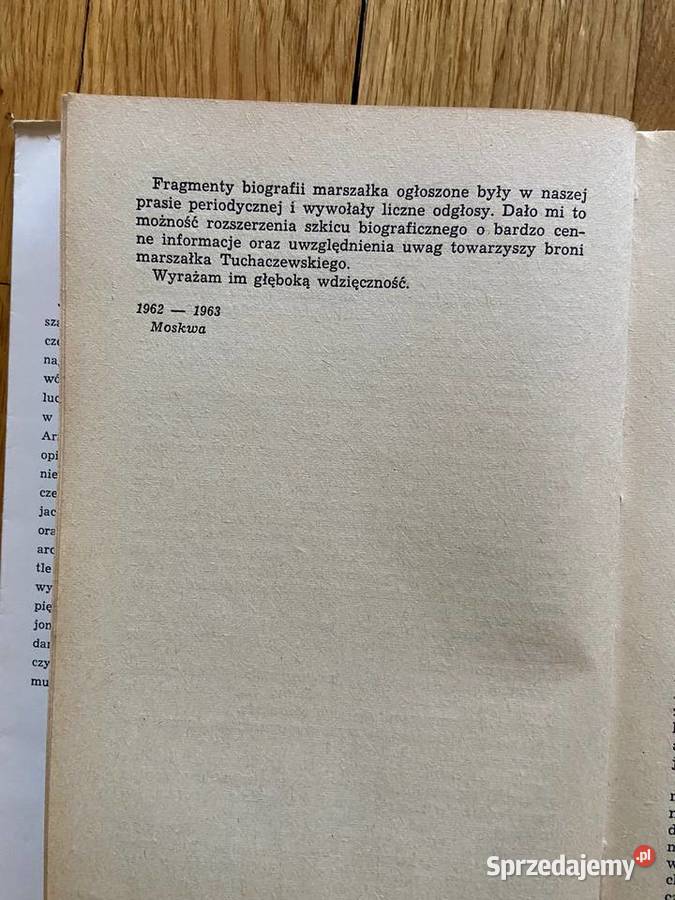 Fragmenty biografii marszałka ogłoszone były w naszej
prasie periodycznej i wywołały liczne odgłosy. Dało mi to
możność rozszerzenia szkicu biograficznego o bardzo cen-
ne informacje oraz uwzględnienia uwag towarzyszy broni
marszałka Tuchaczewskiego.
Wyrażam im głęboką wdzięczność.
1962 — 1963
Moskwa
Sprzedajemy.pl